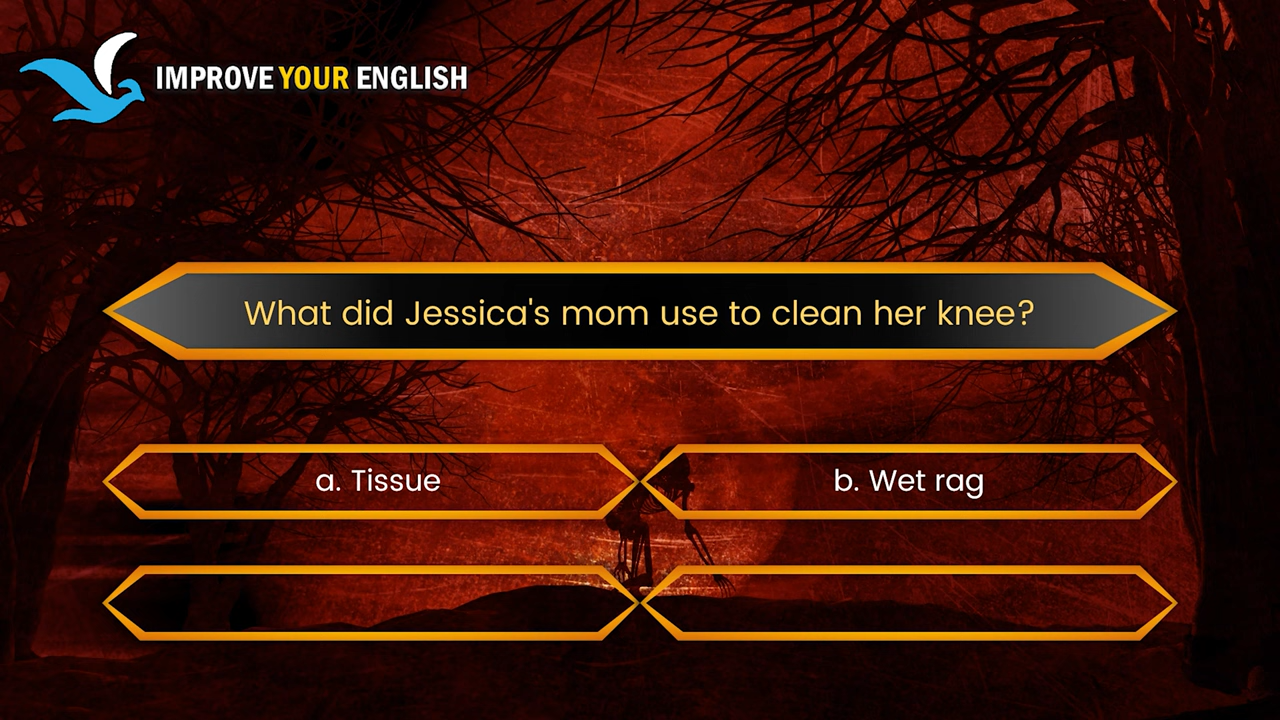 IMPROVE YOUR ENGLISH
What did Jessica's mom use to clean her knee?
a. Tissue
b. Wet rag